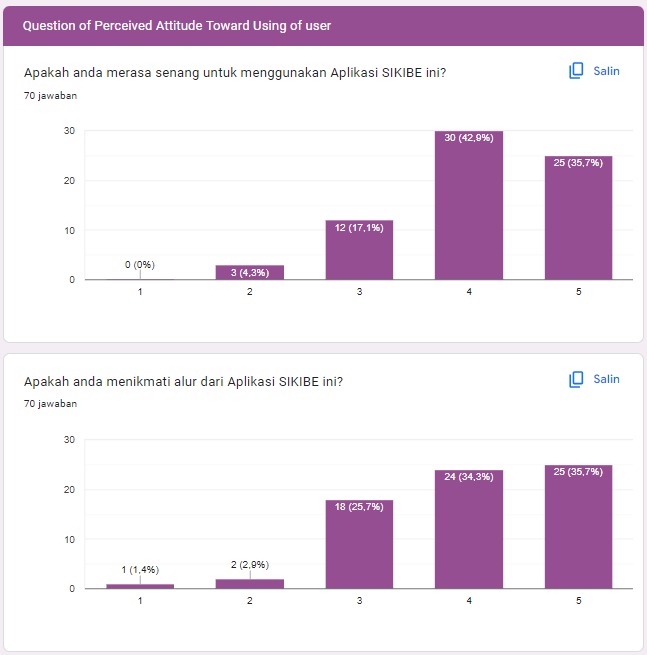 Question of Perceived Attitude Toward Using of user
Apakah anda merasa senang untuk menggunakan Aplikasi SIKIBE ini?
Salin
70 jawaban
30
20
10
0
0 (0%)
3 (4,3%)
12 (17,1%)
30 (42,9%)
25 (35,7%)
1 2 3 4 5
Apakah anda menikmati alur dari Aplikasi SIKIBE ini?
Salin
70 jawaban
30
20
10
0
1 (1,4%)
2 (2,9%)
18 (25,7%)
24 (34,3%)
25 (35,7%)
1 2 3 4 5